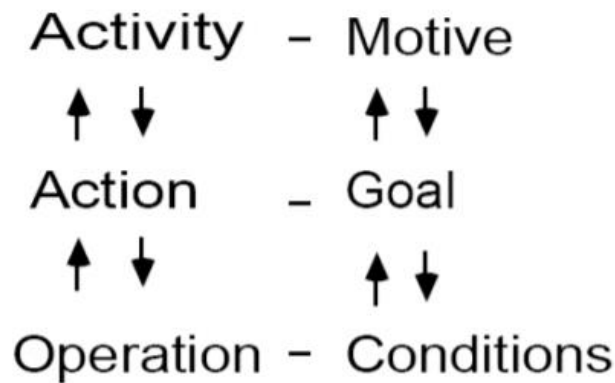 Activity – Motive
Action – Goal
Operation – Conditions